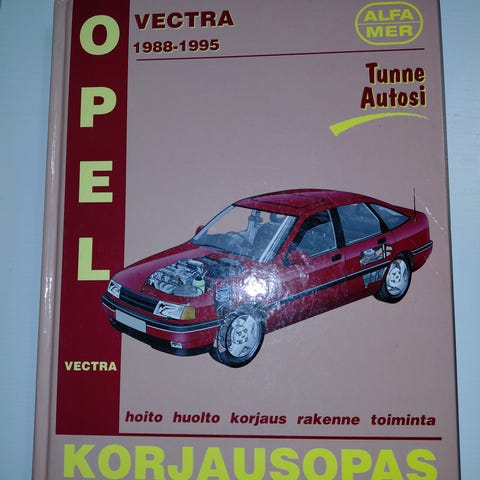 OPEL
VECTRA
1988-1995
ALFA
MER
Tunne
Autosi
VECTRA
hoito huolto korjaus rakenne toiminta
KORJAUSOPAS